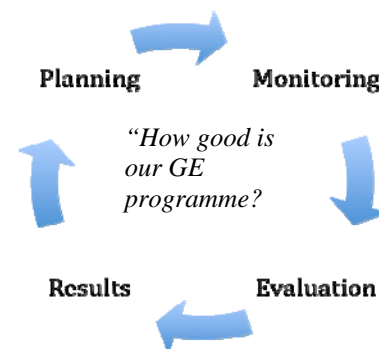 Planning
Monitoring
“How good is
our GE
programme?
Results
Evaluation